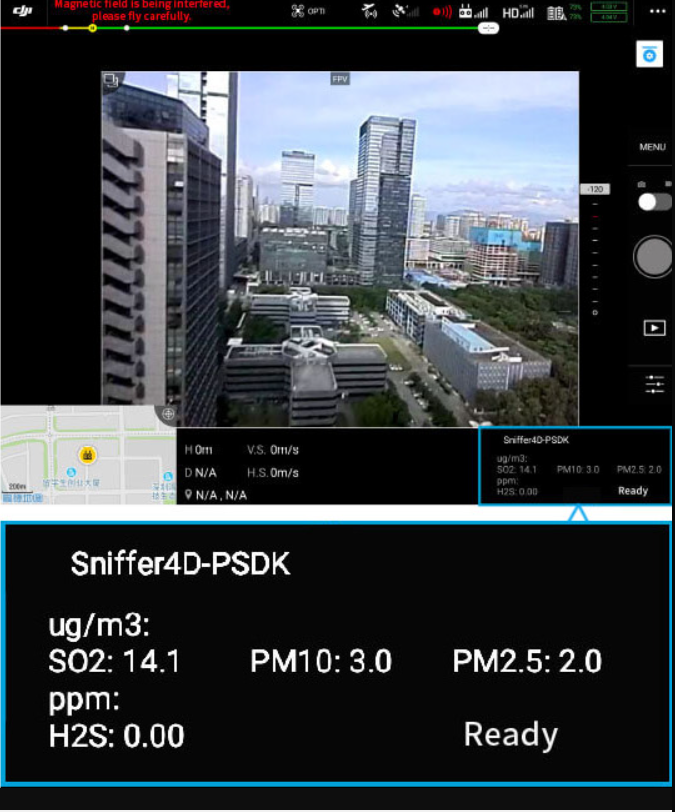 dji
Magnetic field is being interfered,
please fly carefully.
OPTI
HD
FPV
MENU
-120
0
H 0m
V.S. 0m/s
D N/A
H.S. 0m/s
N/A , N/A
200m
Sniffer4D-PSDK
ug/m3:
SO2: 14.1 PM10: 3.0 PM2.5: 2.0
ppm:
H2S: 0.00 Ready
Sniffer4D-PSDK
ug/m3:
SO2: 14.1 PM10: 3.0 PM2.5: 2.0
ppm:
H2S: 0.00 Ready